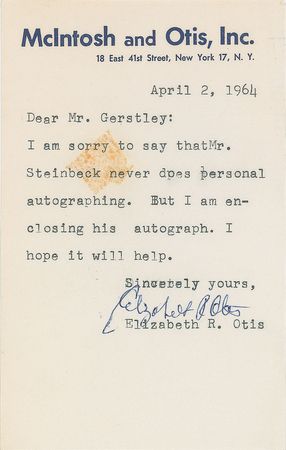 McIntosh and Otis, Inc.
18 East 41st Street, New York 17, N. Y.
April 2, 1964
Dear Mr. Gerstley:
I am sorry to say thatMr.
Steinbeck never does personal
autographing. But I am en-
closing his autograph. I
hope it will help.
Sincerely yours,
Elizabeth R Otis
Elizabeth R. Otis